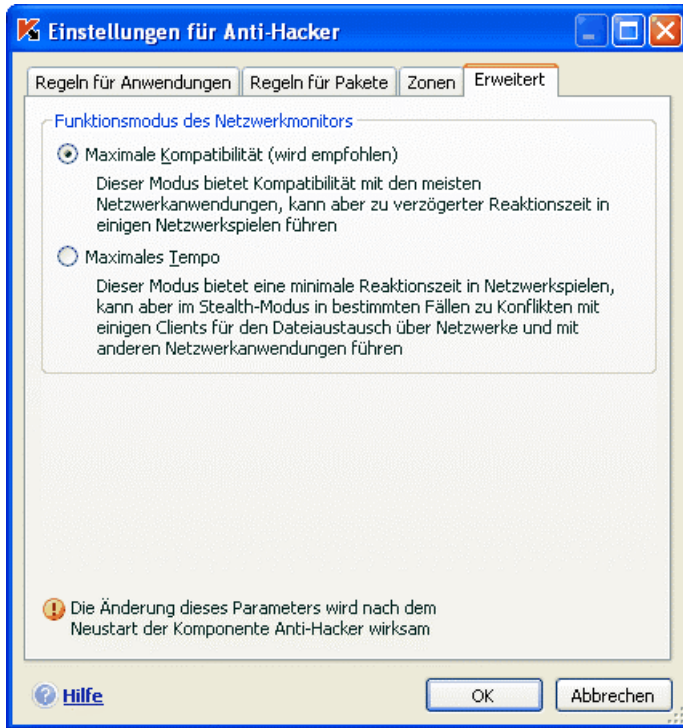 Einstellungen für Anti-Hacker
Regeln für Anwendungen
Regeln für Pakete
Zonen
Erweitert
Funktionsmodus des Netzwerkmonitors
Maximale Kompatibilität (wird empfohlen)
Dieser Modus bietet Kompatibilität mit den meisten
Netzwerkanwendungen, kann aber zu verzögerter Reaktionszeit in
einigen Netzwerkspielen führen
Maximales Tempo
Dieser Modus bietet eine minimale Reaktionszeit in Netzwerkspielen,
kann aber im Stealth-Modus in bestimmten Fällen zu Konflikten mit
einigen Clients für den Dateiaustausch über Netzwerke und mit
anderen Netzwerkanwendungen führen
Die Änderung dieses Parameters wird nach dem
Neustart der Komponente Anti-Hacker wirksam
Hilfe
OK
Abbrechen